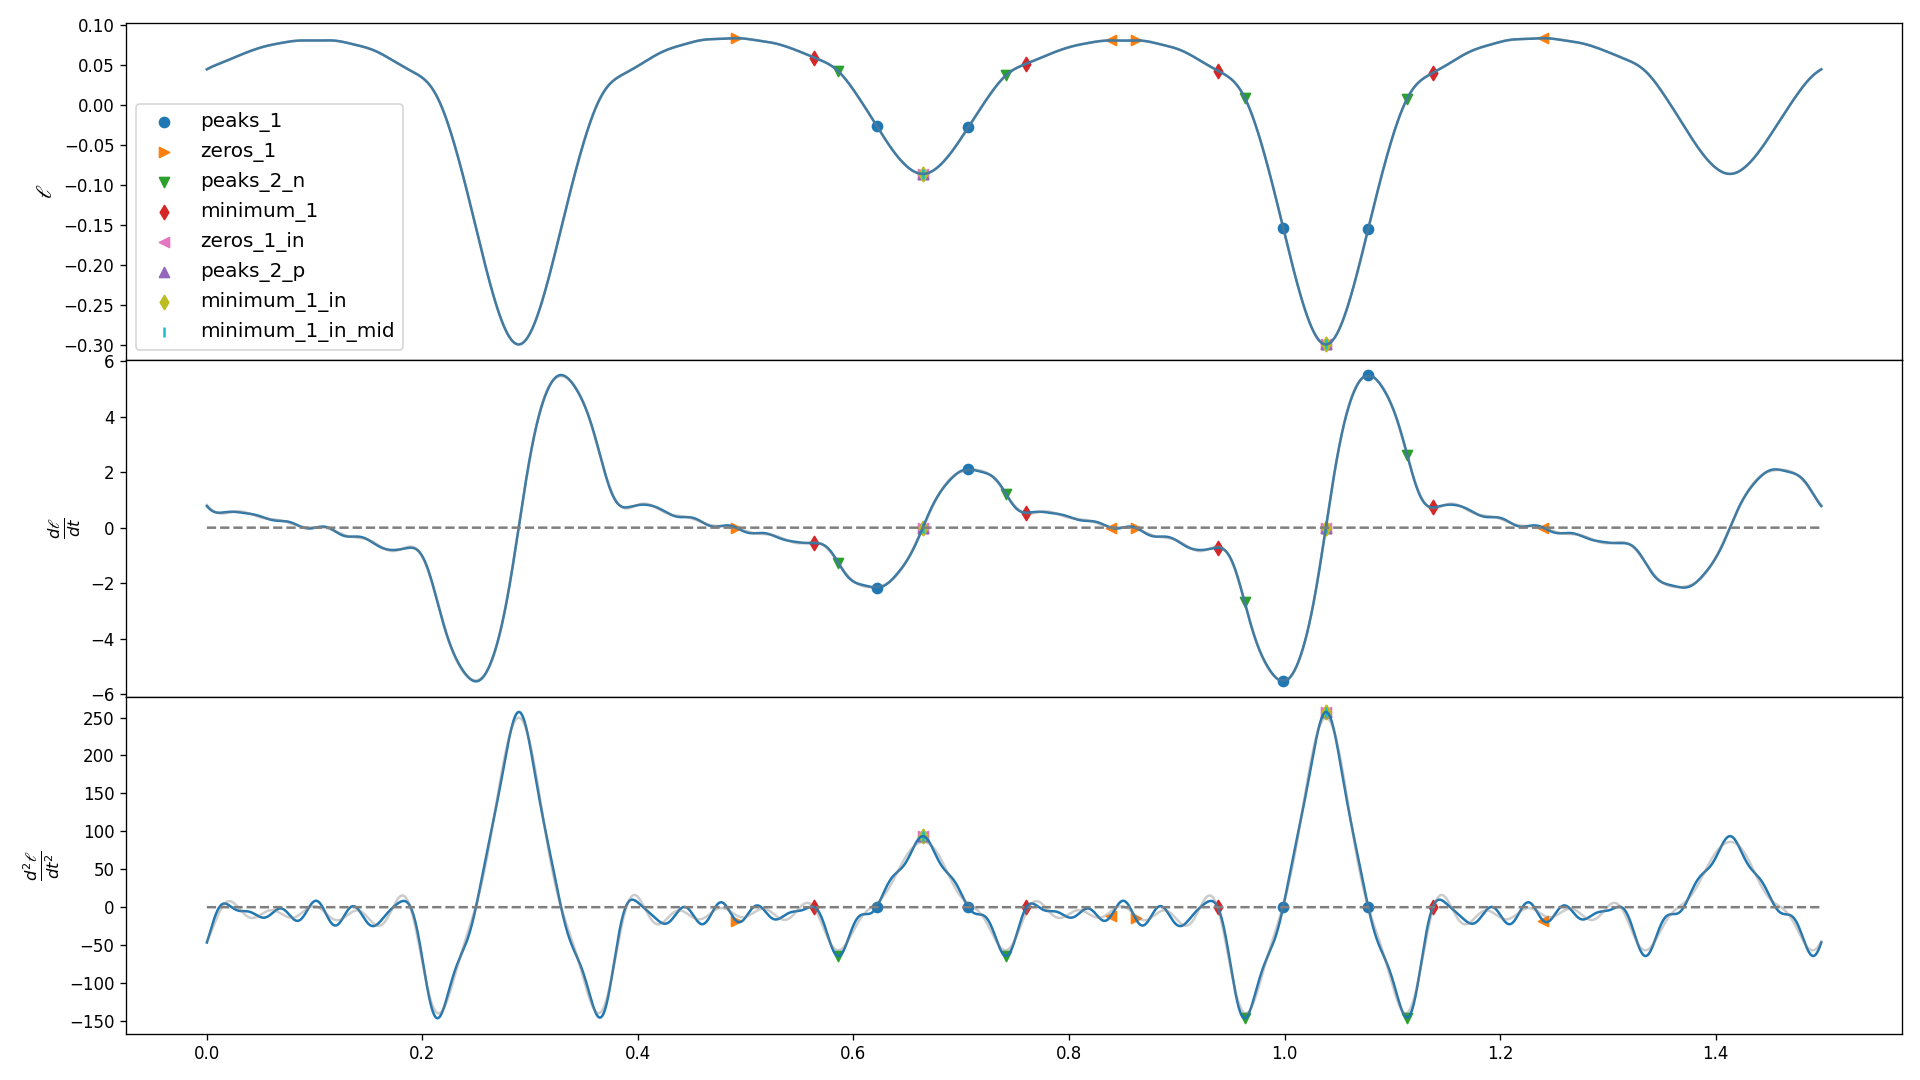 0.10
0.05
0.00
−0.05
−0.10
−0.15
−0.20
−0.25
−0.30
ℓ
peaks_1
zeros_1
peaks_2_n
minimum_1
zeros_1_in
peaks_2_p
minimum_1_in
minimum_1_in_mid
6
4
2
0
−2
−4
−6
dℓ
dt
250
200
150
100
50
0
−50
−100
−150
d²ℓ
dt²
0.0 0.2 0.4 0.6 0.8 1.0 1.2 1.4